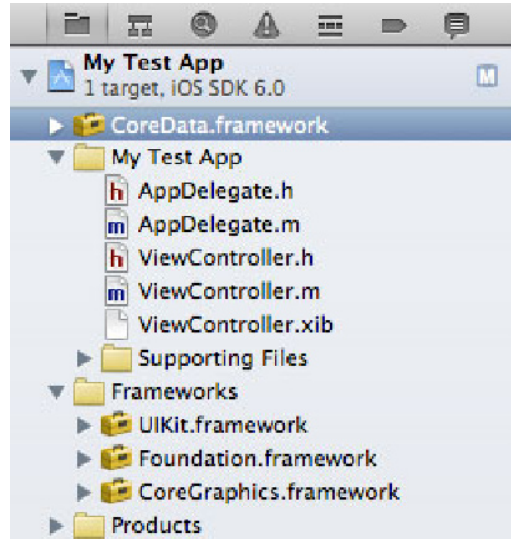 My Test App
1 target, iOS SDK 6.0
M
CoreData.framework
My Test App
h AppDelegate.h
m AppDelegate.m
h ViewController.h
m ViewController.m
ViewController.xib
Supporting Files
Frameworks
UIKit.framework
Foundation.framework
CoreGraphics.framework
Products